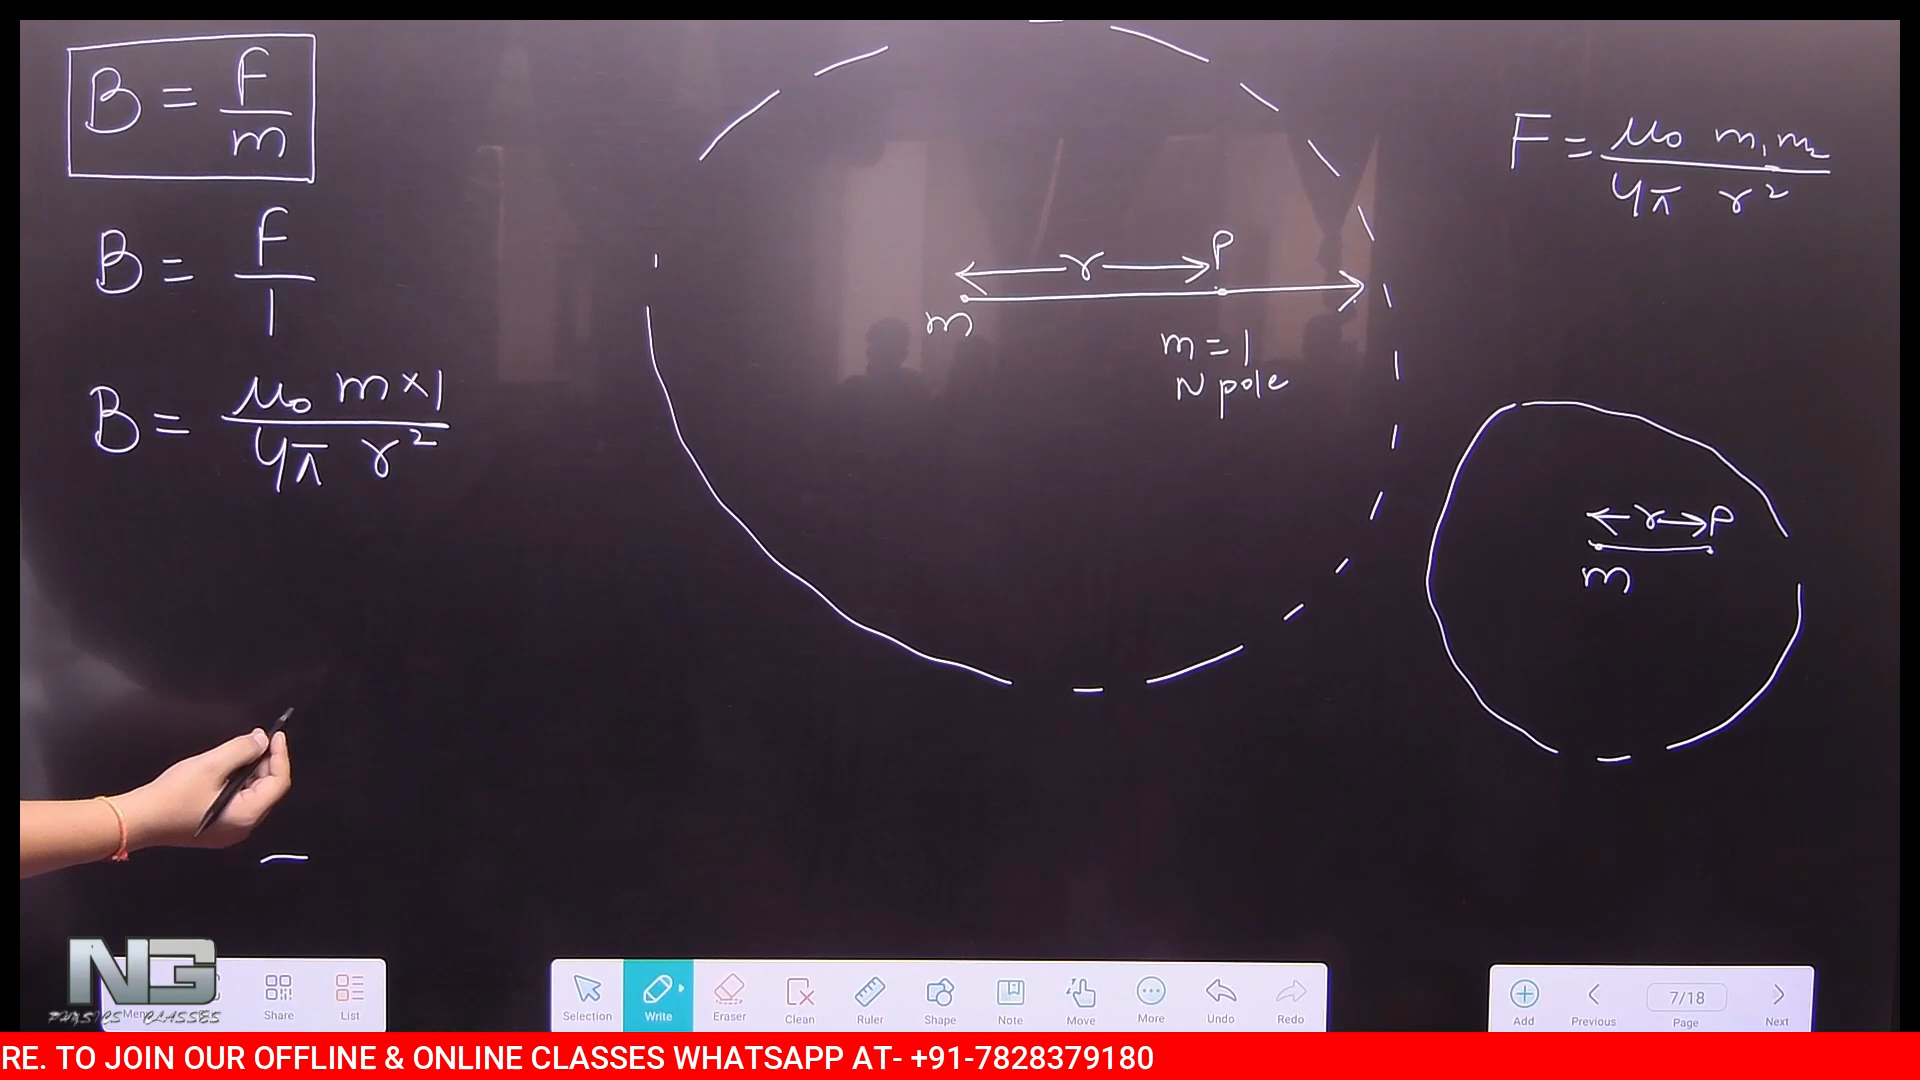 B = F/m
B = F/1
B = μ₀ m×1 / 4π r²
r
P
m
m = 1
N pole
F = μ₀ m₁m₂ / 4π r²
r
P
m
NG
PHYSICS CLASSES
Menu
Share
List
Selection
Write
Eraser
Clean
Ruler
Shape
Note
Move
More
Undo
Redo
Add
Previous
7/18
Page
Next
RE. TO JOIN OUR OFFLINE & ONLINE CLASSES WHATSAPP AT- +91-7828379180